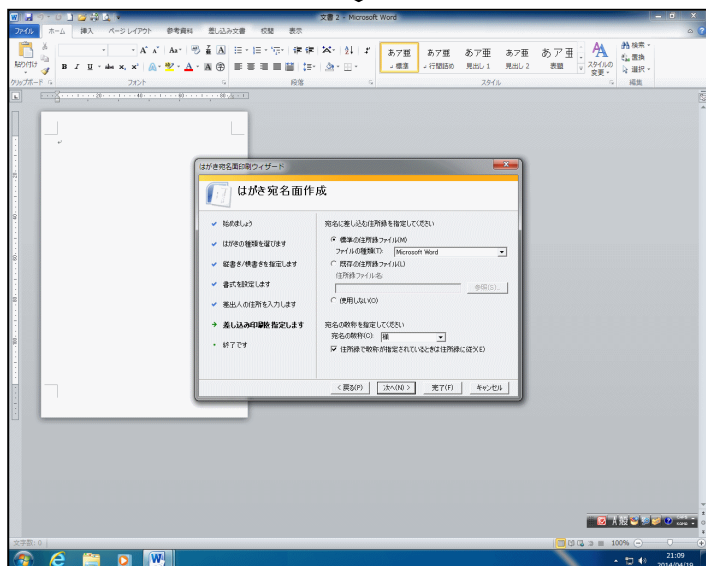 文書 2 - Microsoft Word
ファイル ホーム 挿入 ページ レイアウト 参考資料 差し込み文書 校閲 表示
貼り付け
あア亜 あア亜 あア亜 あア亜 あア亜
標準 行間詰め 見出し 1 見出し 2 表題
スタイルの
変更
検索
置換
選択
クリップボード フォント 段落 スタイル 編集
はがき宛名面印刷ウィザード
はがき宛名面作成
始めましょう
はがきの種類を選びます
縦書き/横書きを指定します
書式を設定します
差出人の住所を入力します
差し込み印刷を指定します
終了です
宛名に差し込む住所録を指定してください
標準の住所録ファイル(M)
ファイルの種類(T): Microsoft Word
既存の住所録ファイル(L)
住所録ファイル名:
参照(S)...
使用しない(O)
宛名の敬称を指定してください
宛名の敬称(C): 様
住所録で敬称が指定されているときは住所録に従う(E)
< 戻る(P) 次へ(N) > 完了(F) キャンセル
文字数: 0
100%
21:09
2014/04/19